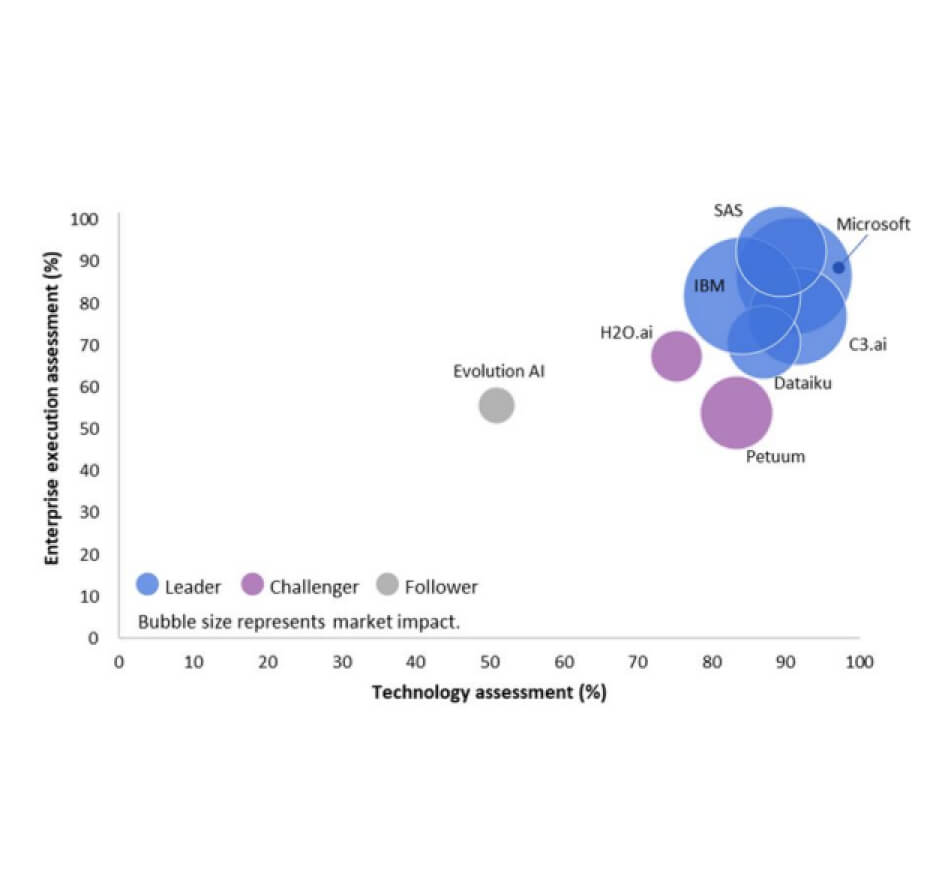 SAS
Microsoft
IBM
H2O.ai
C3.ai
Evolution AI
Dataiku
Petuum
Enterprise execution assessment (%)
100
90
80
70
60
50
40
30
20
10
0
Leader Challenger Follower
Bubble size represents market impact.
0 10 20 30 40 50 60 70 80 90 100
Technology assessment (%)